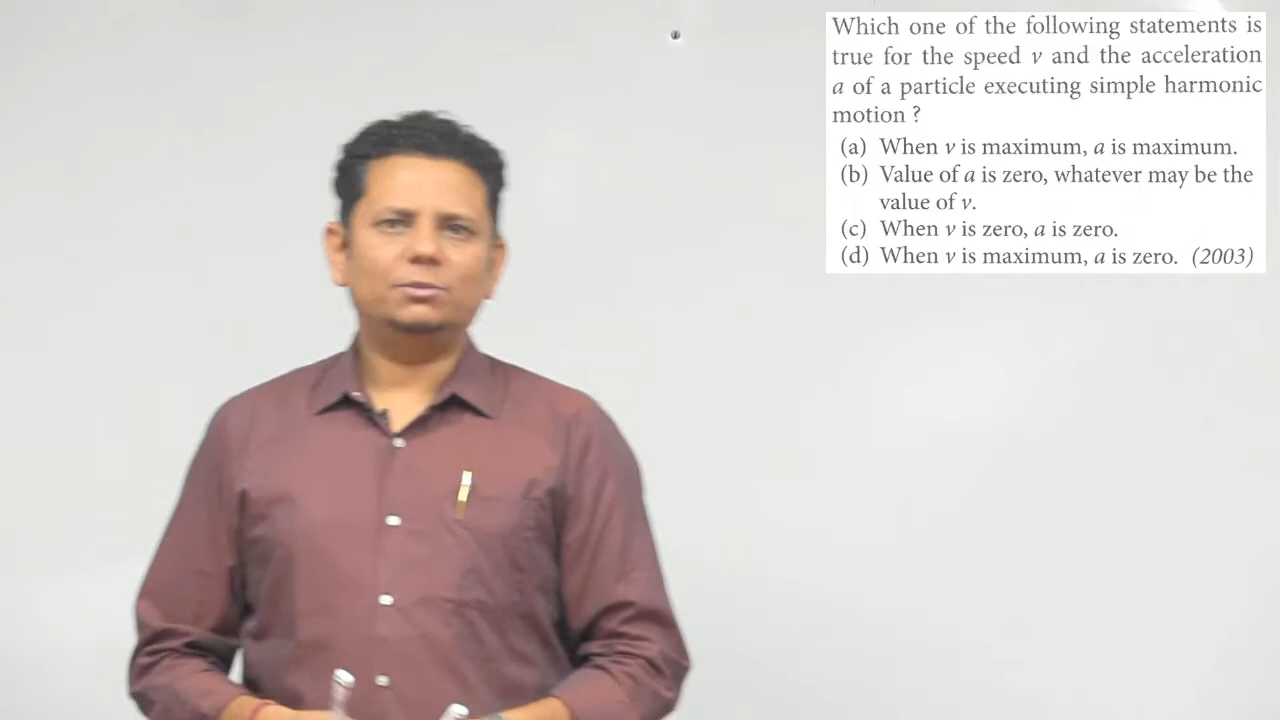 Which one of the following statements is
true for the speed v and the acceleration
a of a particle executing simple harmonic
motion ?
(a) When v is maximum, a is maximum.
(b) Value of a is zero, whatever may be the
value of v.
(c) When v is zero, a is zero.
(d) When v is maximum, a is zero. (2003)